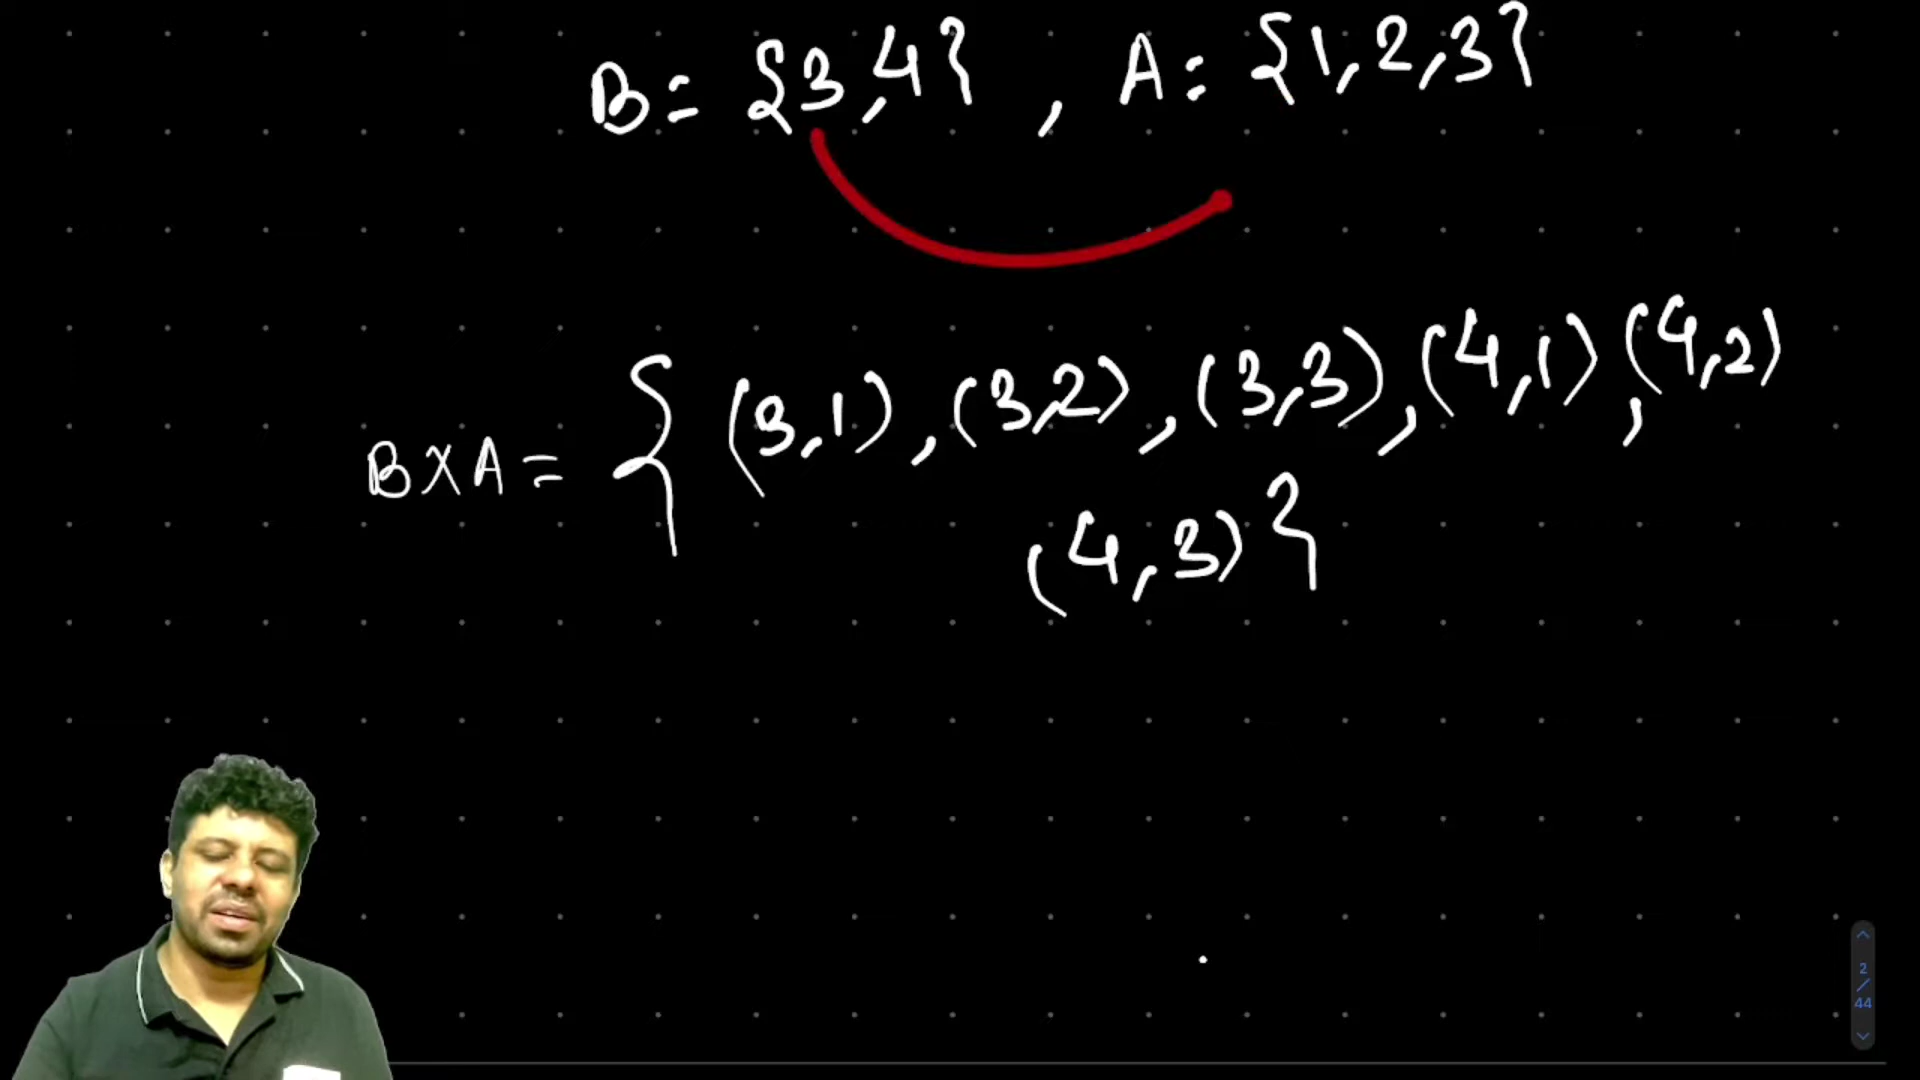 B = {3,4} , A = {1,2,3}
B×A = { (3,1) , (3,2) , (3,3) , (4,1) , (4,2)
(4,3) }
2
/
44